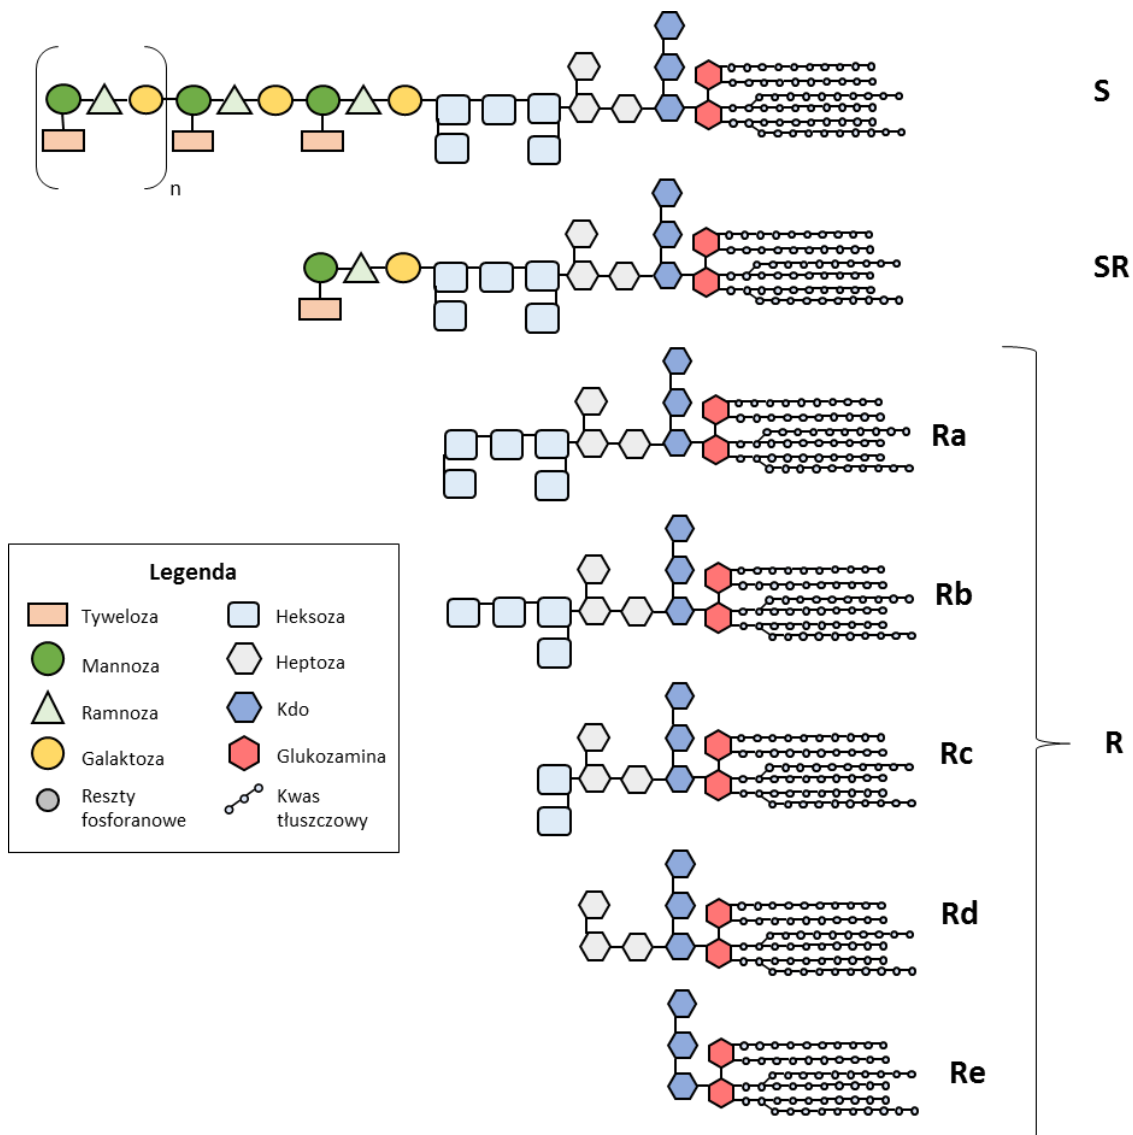 S
n
SR
Ra
Rb
Rc
R
Rd
Re
Legenda
Tyweloza
Heksoza
Mannoza
Heptoza
Ramnoza
Kdo
Galaktoza
Glukozamina
Reszty
fosforanowe
Kwas
tłuszczowy